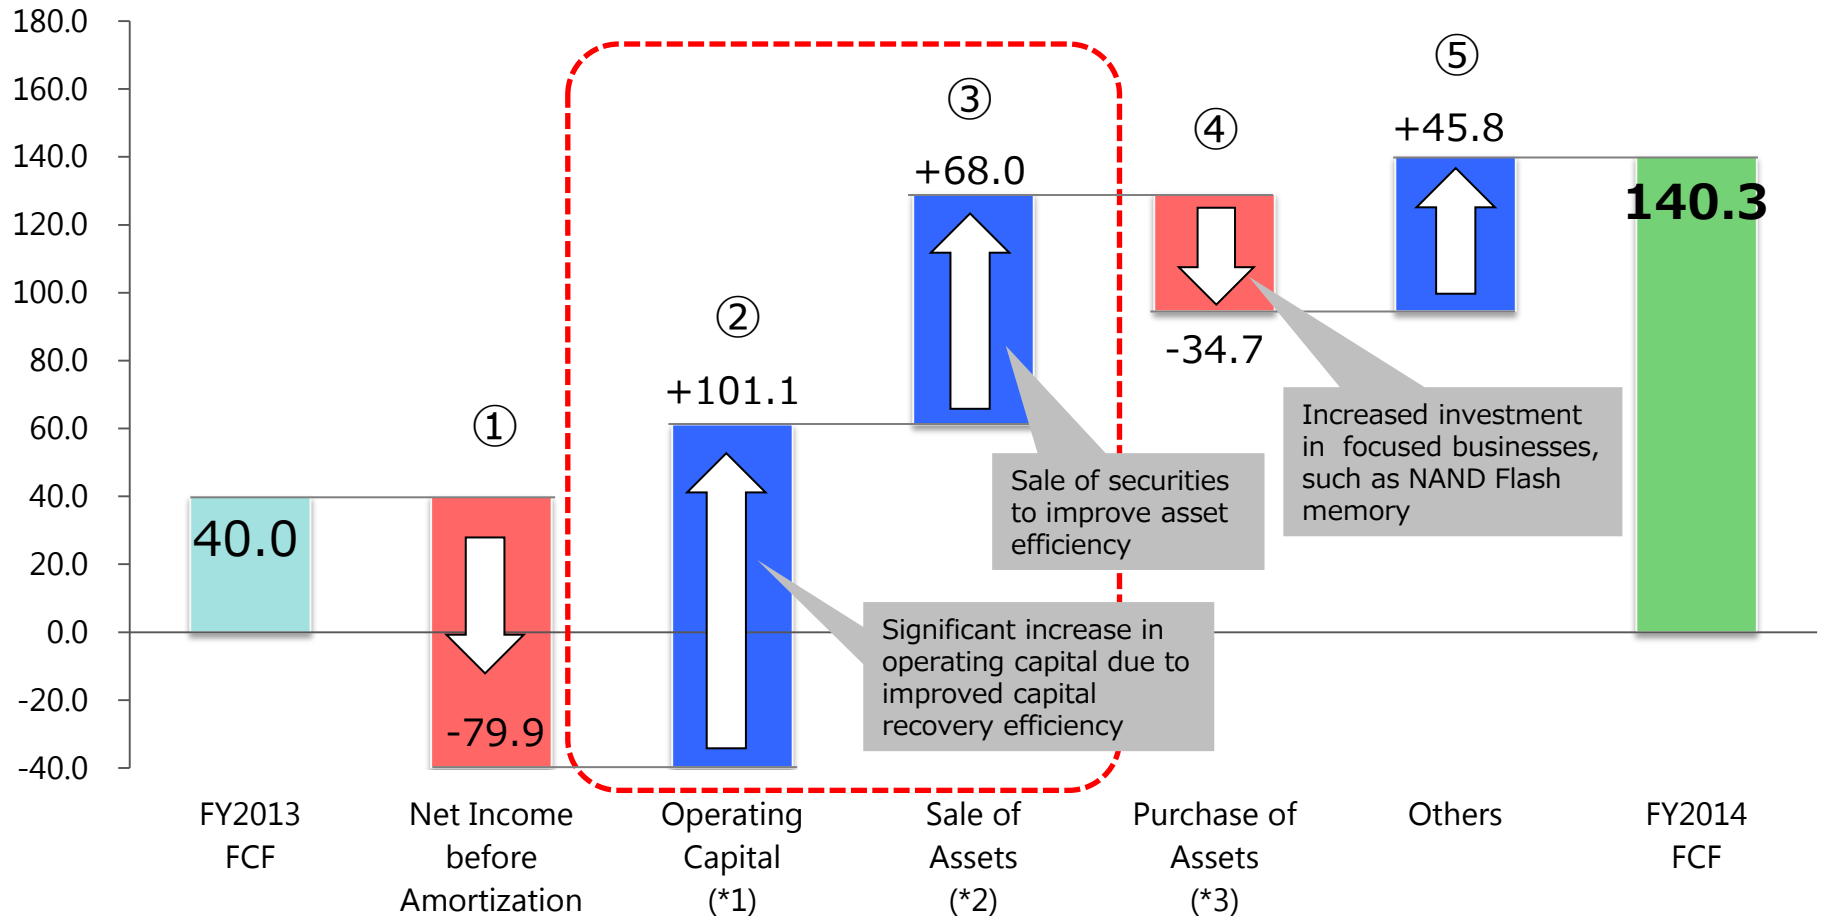 180.0
160.0
140.0
120.0
100.0
80.0
60.0
40.0
20.0
0.0
-20.0
-40.0
40.0
①
-79.9
②
+101.1
③
+68.0
④
-34.7
⑤
+45.8
140.3
Significant increase in
operating capital due to
improved capital
recovery efficiency
Sale of securities
to improve asset
efficiency
Increased investment
in focused businesses,
such as NAND Flash
memory
FY2013
FCF
Net Income
before
Amortization
Operating
Capital
(*1)
Sale of
Assets
(*2)
Purchase of
Assets
(*3)
Others
FY2014
FCF